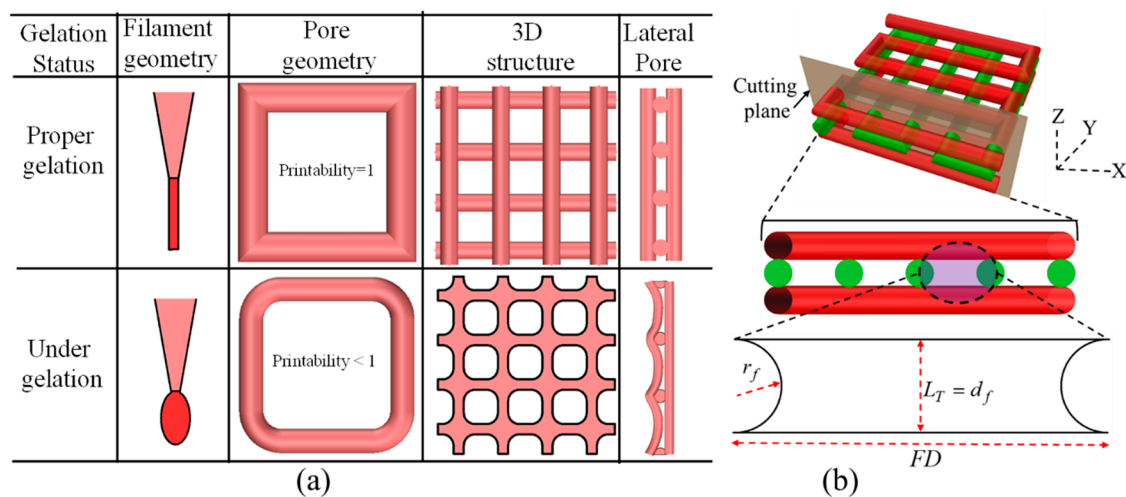 Gelation Status
Filament geometry
Pore geometry
3D structure
Lateral Pore
Proper gelation
Printability=1
Under gelation
Printability < 1
(a)
Cutting plane
Z
Y
X
r_f
L_T = d_f
FD
(b)